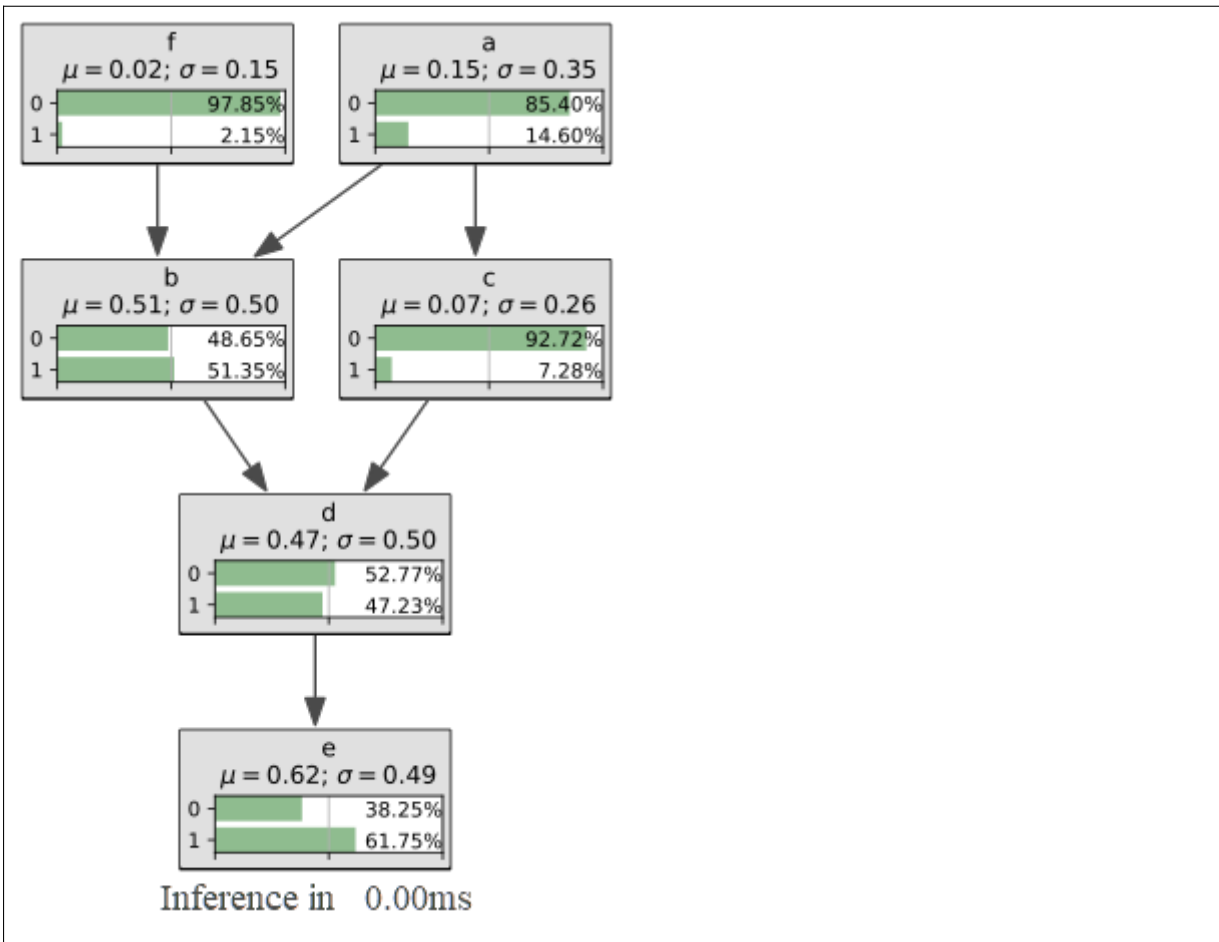 f
μ = 0.02; σ = 0.15
0 97.85%
1 2.15%
a
μ = 0.15; σ = 0.35
0 85.40%
1 14.60%
b
μ = 0.51; σ = 0.50
0 48.65%
1 51.35%
c
μ = 0.07; σ = 0.26
0 92.72%
1 7.28%
d
μ = 0.47; σ = 0.50
0 52.77%
1 47.23%
e
μ = 0.62; σ = 0.49
0 38.25%
1 61.75%
Inference in 0.00ms